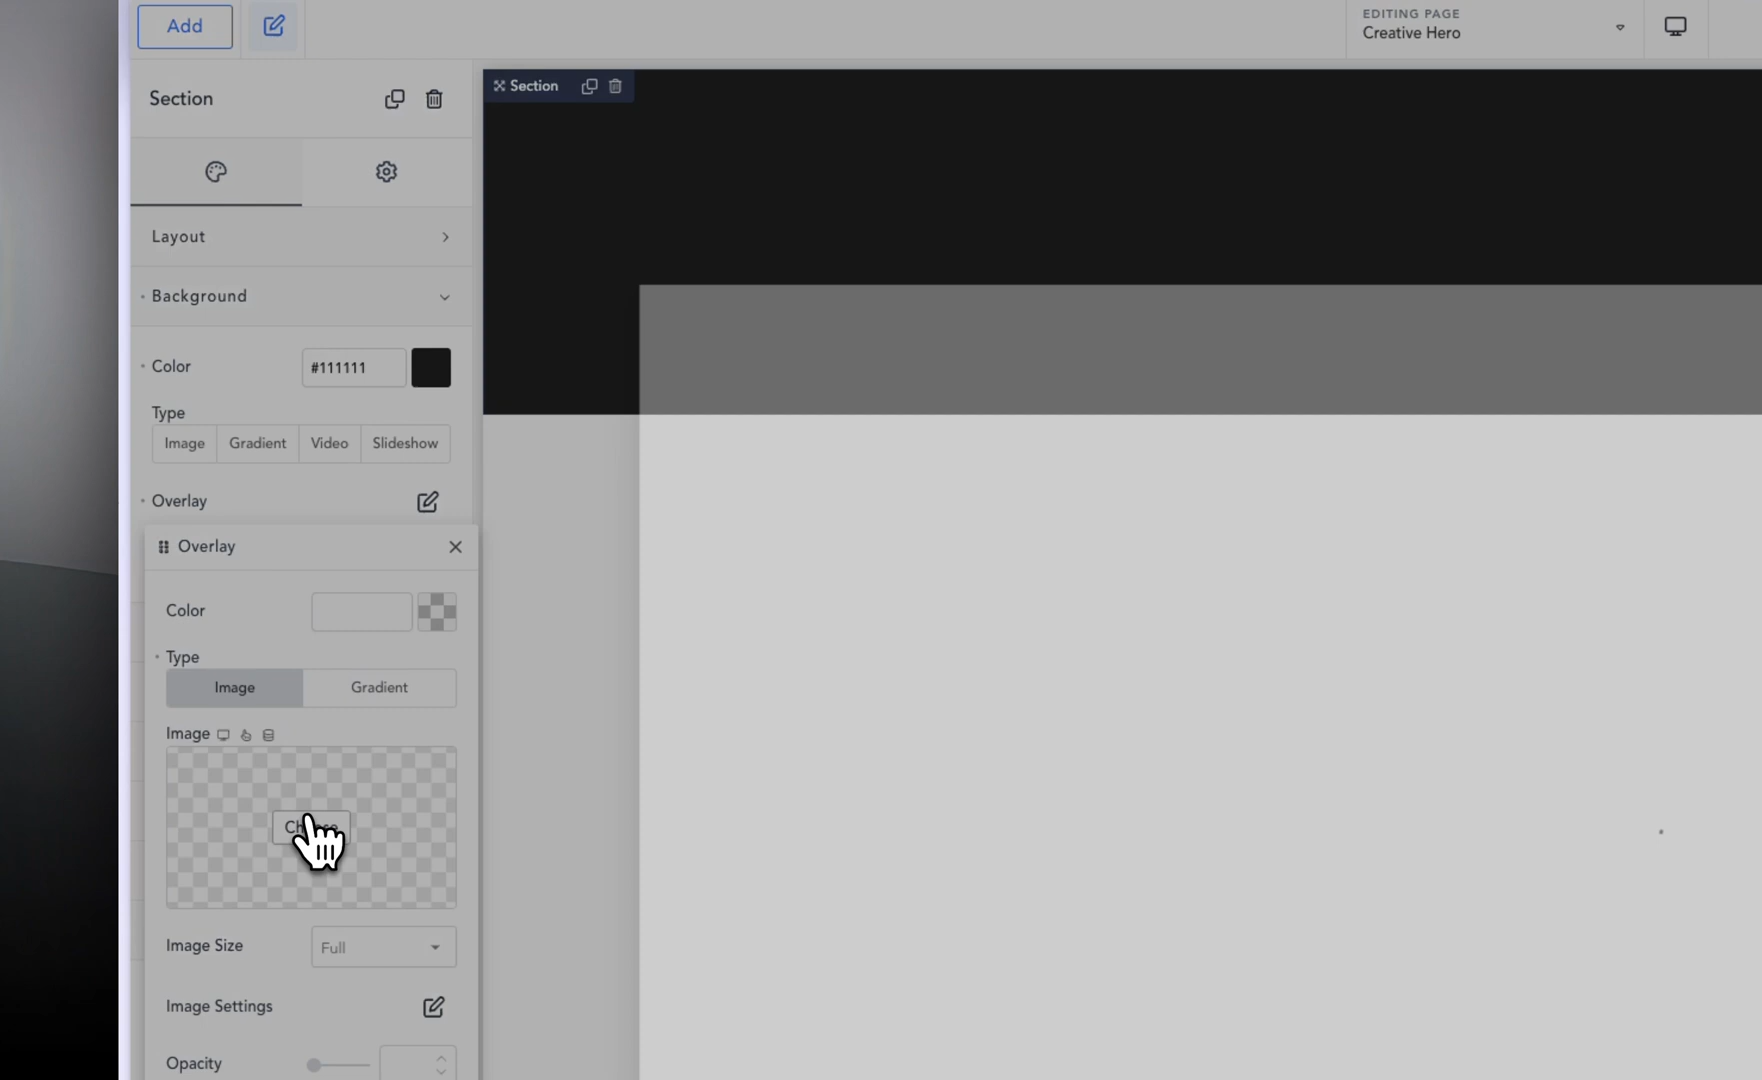 Add
EDITING PAGE
Creative Hero
Section
Section
Layout
Background
Color
#111111
Type
Image
Gradient
Video
Slideshow
Overlay
Overlay
Color
Type
Image
Gradient
Image
Image Size
Full
Image Settings
Opacity